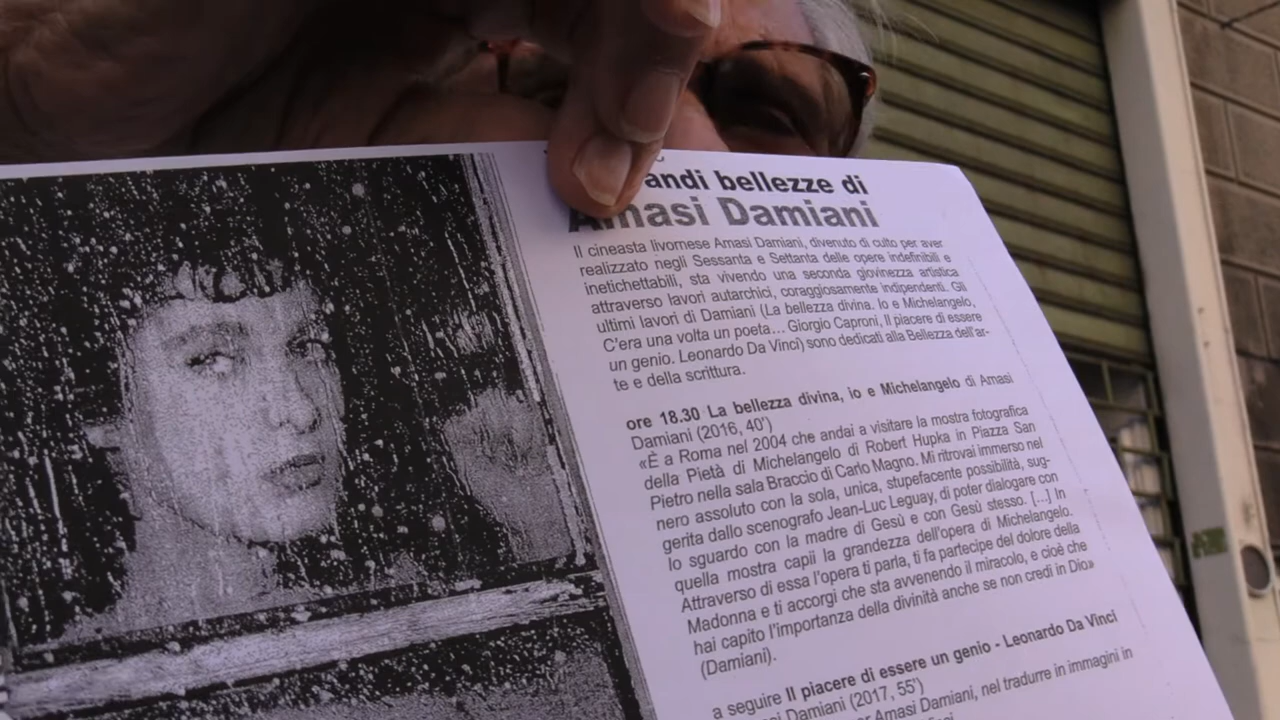 andi bellezze di
Amasi Damiani
Il cineasta livornese Amasi Damiani, divenuto di culto per aver
realizzato negli Sessanta e Settanta delle opere indefinibili e
inetichettabili, sta vivendo una seconda giovinezza artistica
attraverso lavori autarchici, coraggiosamente indipendenti. Gli
ultimi lavori di Damiani (La bellezza divina. Io e Michelangelo,
C'era una volta un poeta... Giorgio Caproni, Il piacere di essere
un genio. Leonardo Da Vinci) sono dedicati alla Bellezza dell'ar-
te e della scrittura.
ore 18.30 La bellezza divina, io e Michelangelo di Amasi
Damiani (2016, 40')
«È a Roma nel 2004 che andai a visitare la mostra fotografica
della Pietà di Michelangelo di Robert Hupka in Piazza San
Pietro nella sala Braccio di Carlo Magno. Mi ritrovai immerso nel
nero assoluto con la sola, unica, stupefacente possibilità, sug-
gerita dallo scenografo Jean-Luc Leguay, di poter dialogare con
lo sguardo con la madre di Gesù e con Gesù stesso. [...] In
quella mostra capii la grandezza dell'opera di Michelangelo.
Attraverso di essa l'opera ti parla, ti fa partecipe del dolore della
Madonna e ti accorgi che sta avvenendo il miracolo, e cioè che
hai capito l'importanza della divinità anche se non credi in Dio»
(Damiani).
a seguire Il piacere di essere un genio - Leonardo Da Vinci
Damiani (2017, 55')
Amasi Damiani, nel tradurre in immagini in